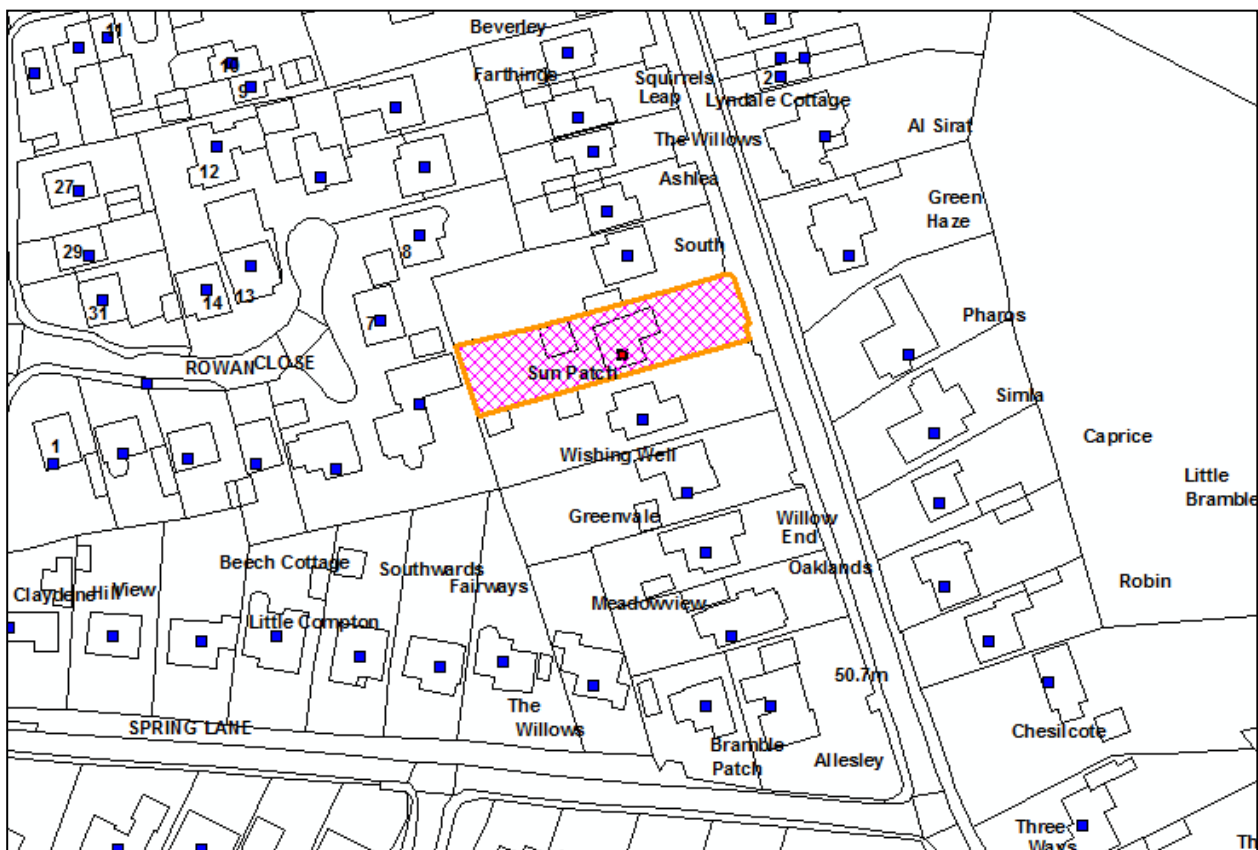 Beverley
11
10
Farthings
Squirrels
Leap
2
9
Lyndale Cottage
Al Sirat
The Willows
12
Ashlea
27
Green
Haze
South
8
29
14
13
31
7
Pharos
ROWAN CLOSE
Sun Patch
Simla
Caprice
1
Wishing Well
Little
Bramble
Greenvale
Willow
End
Beech Cottage
Southwards
Oaklands
Fairways
Robin
Claydene
Hill View
Meadowview
Little Compton
50.7m
The
Willows
SPRING LANE
Chesilcote
Bramble
Patch
Allesley
Three
Ways
Th